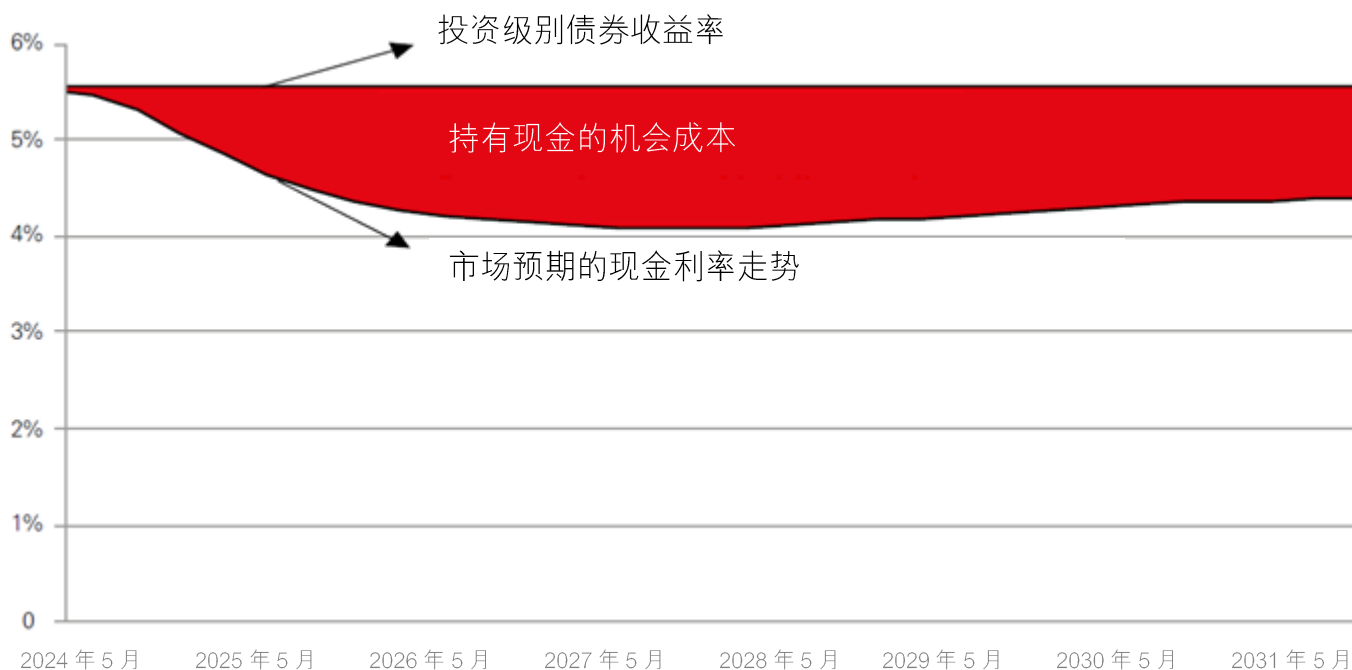 投资级别债券收益率
6%
持有现金的机会成本
5%
4%
市场预期的现金利率走势
3%
2%
1%
0
2024 年 5 月
2025 年 5 月
2026 年 5 月
2027 年 5 月
2028 年 5 月
2029 年 5 月
2030 年 5 月
2031 年 5 月